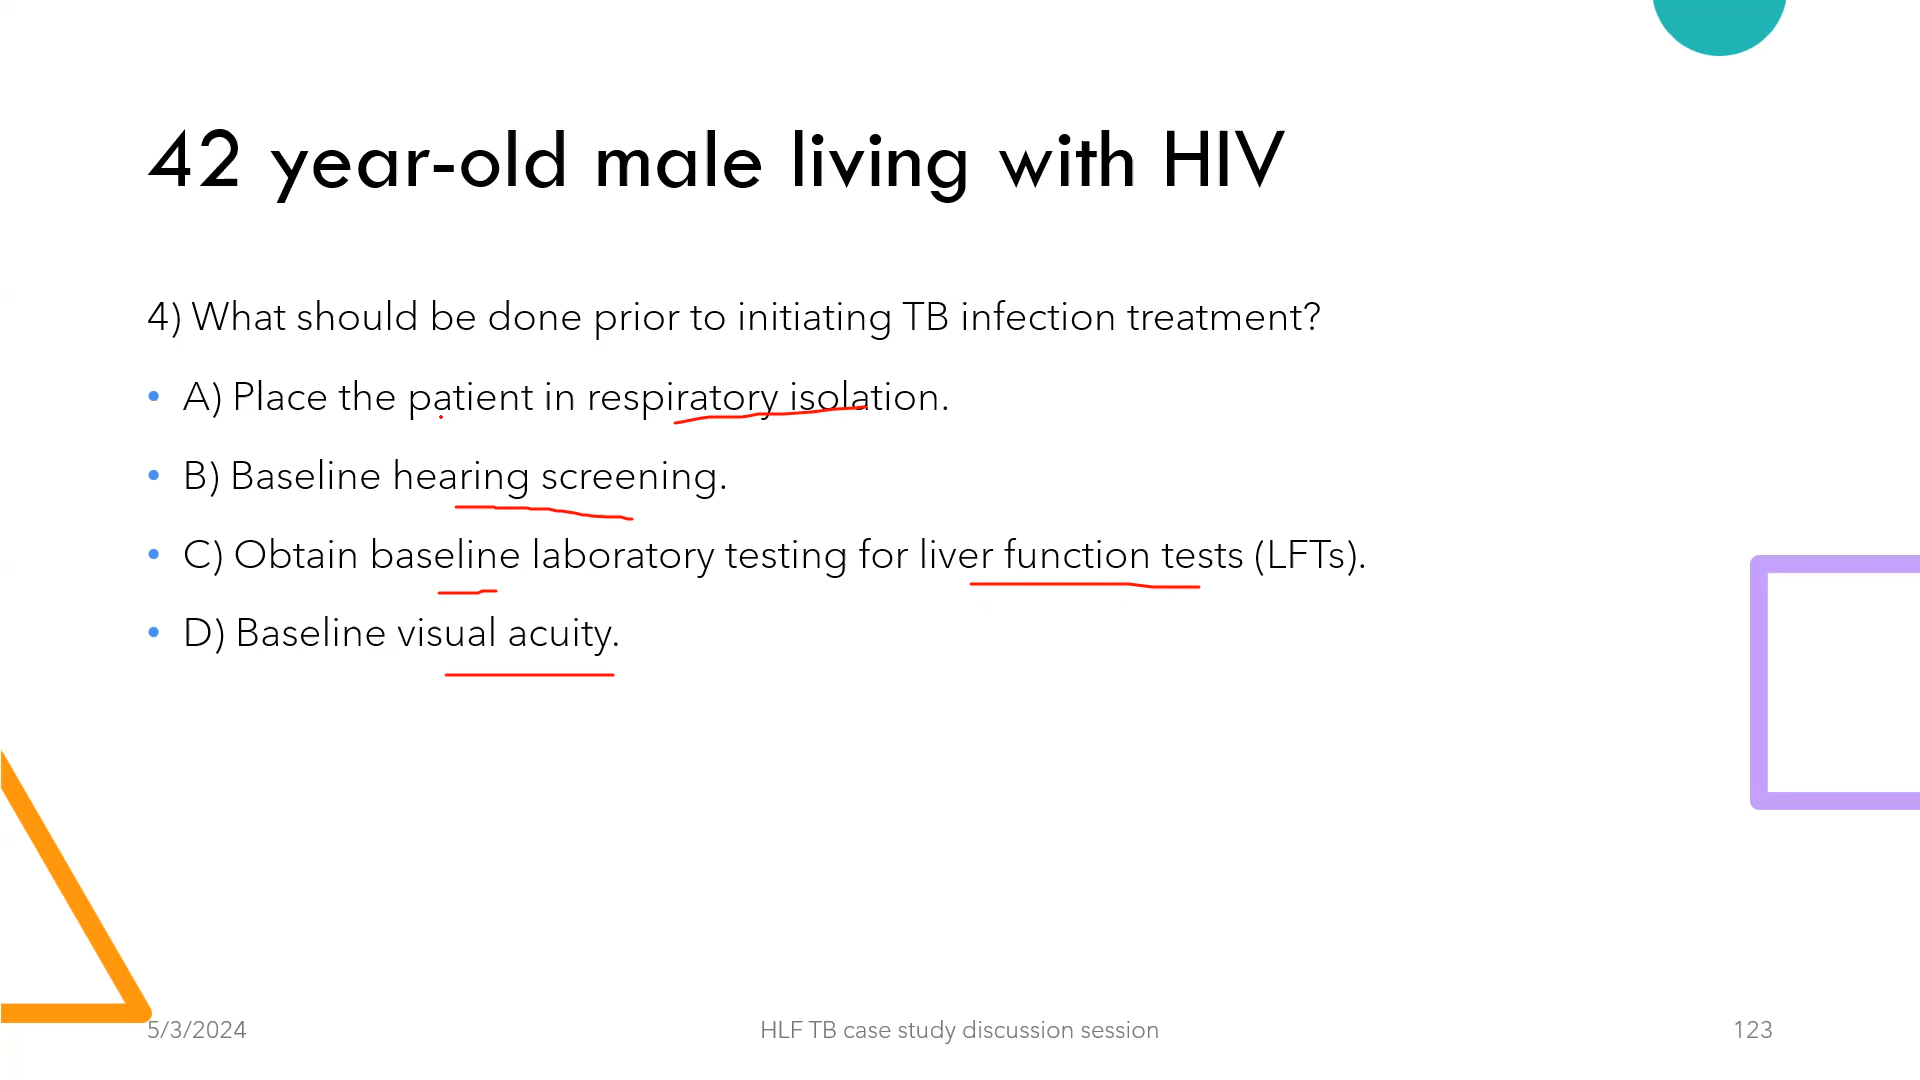 42 year-old male living with HIV
4) What should be done prior to initiating TB infection treatment?
• A) Place the patient in respiratory isolation.
• B) Baseline hearing screening.
• C) Obtain baseline laboratory testing for liver function tests (LFTs).
• D) Baseline visual acuity.
5/3/2024
HLF TB case study discussion session
123